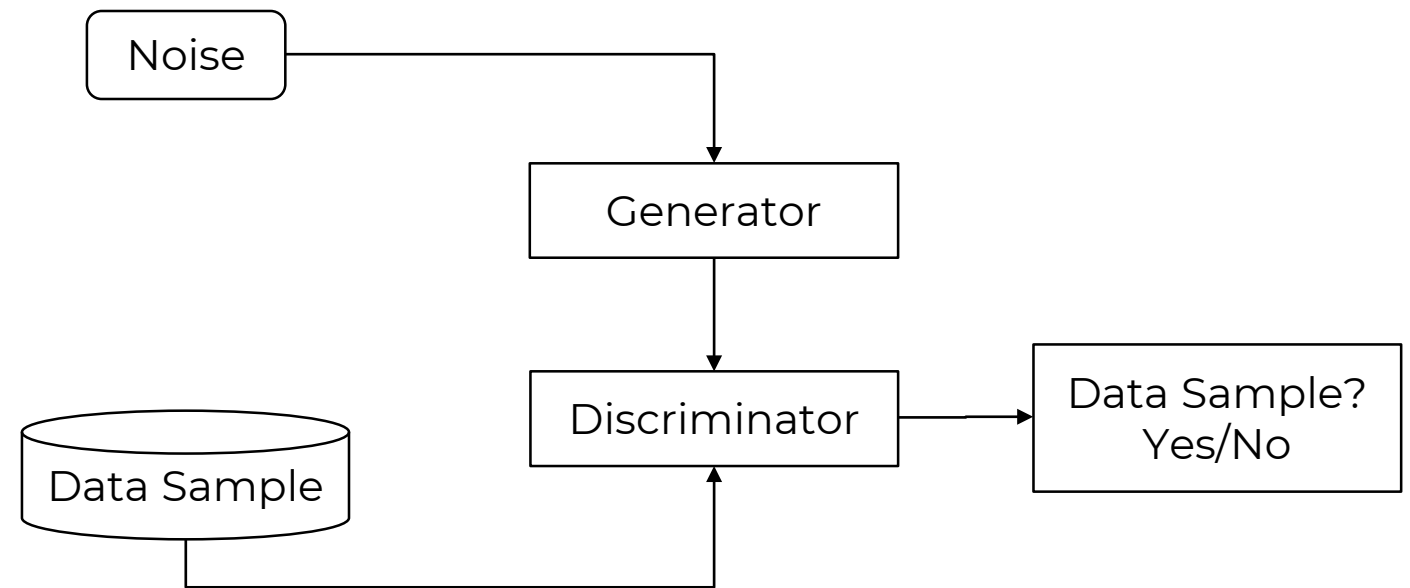 Noise
Generator
Discriminator
Data Sample?
Yes/No
Data Sample